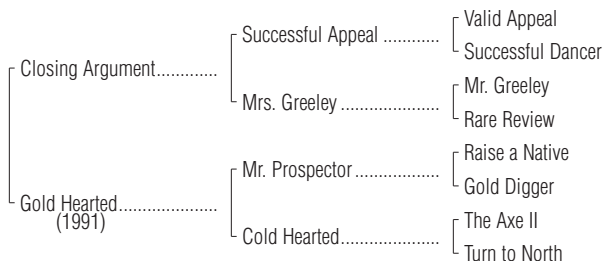 Closing Argument.............
Gold Hearted.....................
(1991)
Successful Appeal ............
Mrs. Greeley .....................
Mr. Prospector ..................
Cold Hearted.....................
Valid Appeal
Successful Dancer
Mr. Greeley
Rare Review
Raise a Native
Gold Digger
The Axe II
Turn to North